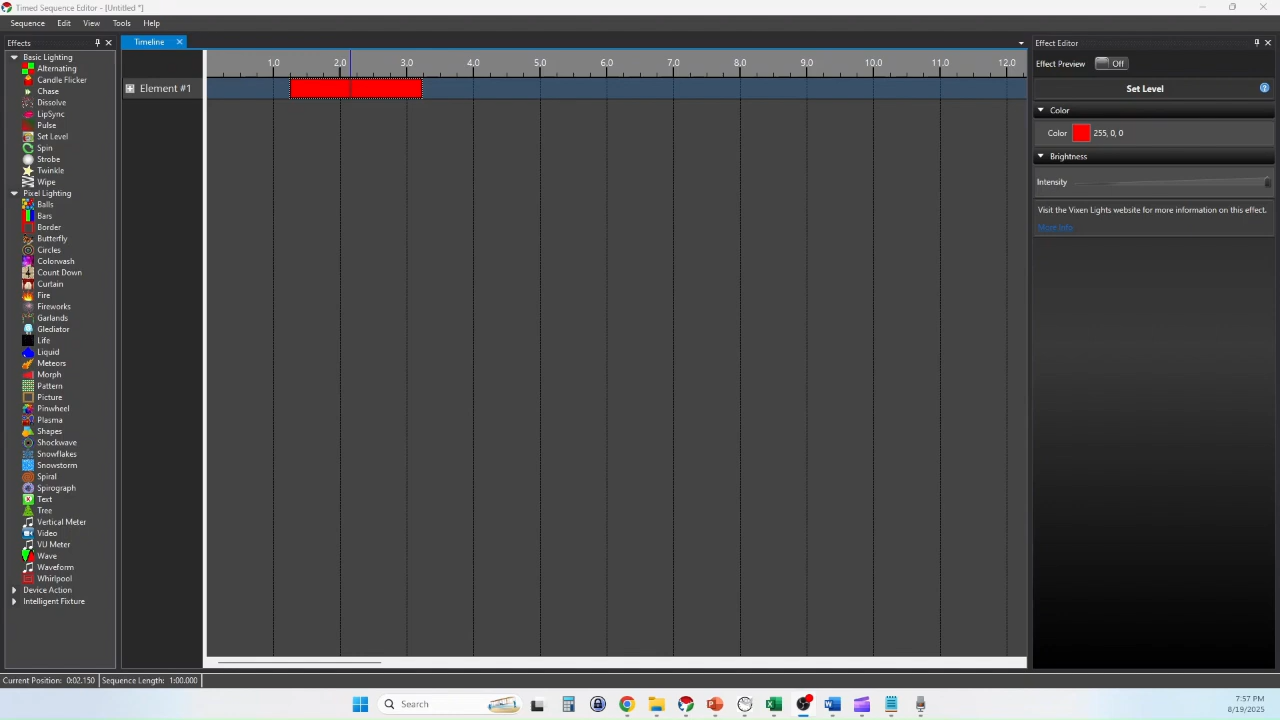 Timed Sequence Editor - [Untitled *]
Sequence Edit View Tools Help
Effects
Basic Lighting
Alternating
Candle Flicker
Chase
Dissolve
LipSync
Pulse
Set Level
Spin
Strobe
Twinkle
Wipe
Pixel Lighting
Balls
Bars
Border
Butterfly
Circles
Colorwash
Count Down
Curtain
Fire
Fireworks
Garlands
Glediator
Life
Liquid
Meteors
Morph
Pattern
Picture
Pinwheel
Plasma
Shapes
Shockwave
Snowflakes
Snowstorm
Spiral
Spirograph
Text
Tree
Vertical Meter
Video
VU Meter
Wave
Waveform
Whirlpool
Device Action
Intelligent Fixture
Timeline
1.0 2.0 3.0 4.0 5.0 6.0 7.0 8.0 9.0 10.0 11.0 12.0
Element #1
Effect Editor
Effect Preview Off
Set Level
Color
Color 255, 0, 0
Brightness
Intensity
Visit the Vixen Lights website for more information on this effect.
More Info
Current Position: 0:02.150 Sequence Length: 1:00.000
Search
7:57 PM
8/19/2025